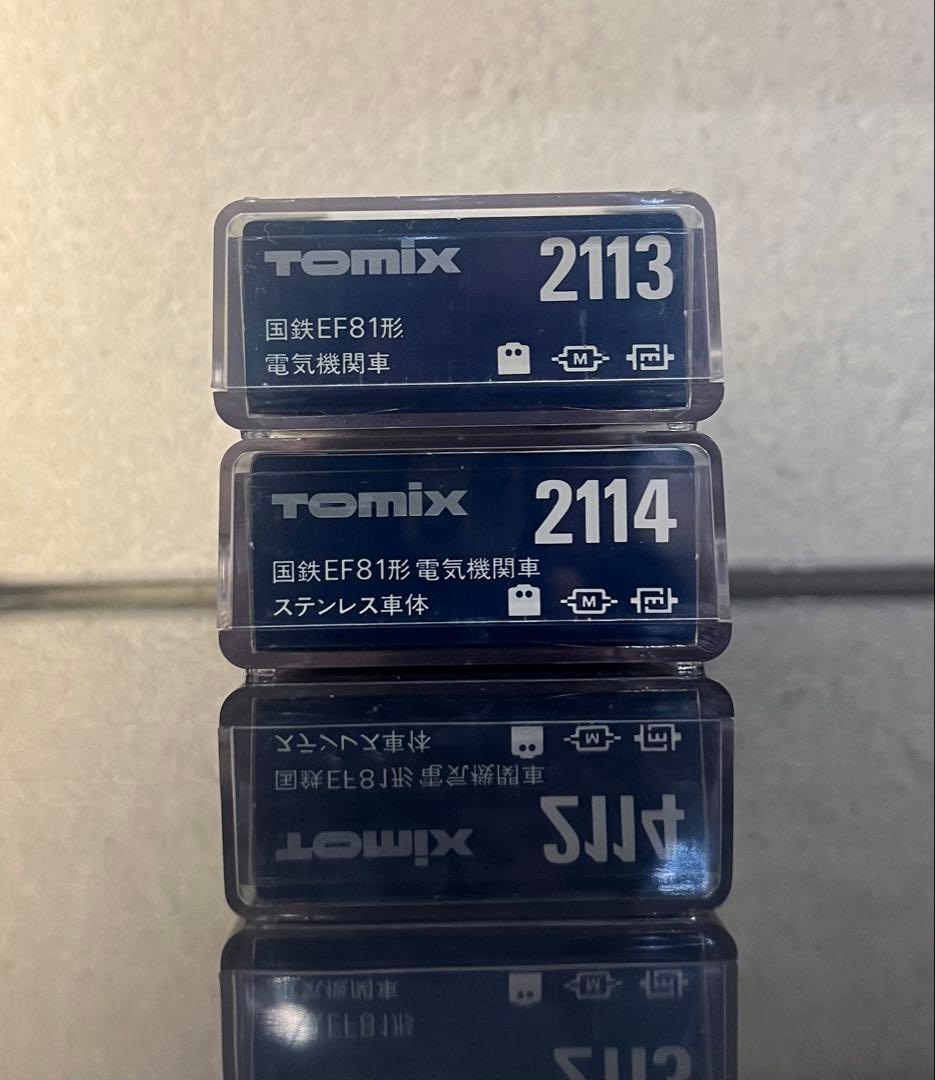 TOMIX 2113
国鉄EF81形
電気機関車
M
TOMIX 2114
国鉄EF81形 電気機関車
ステンレス車体
M